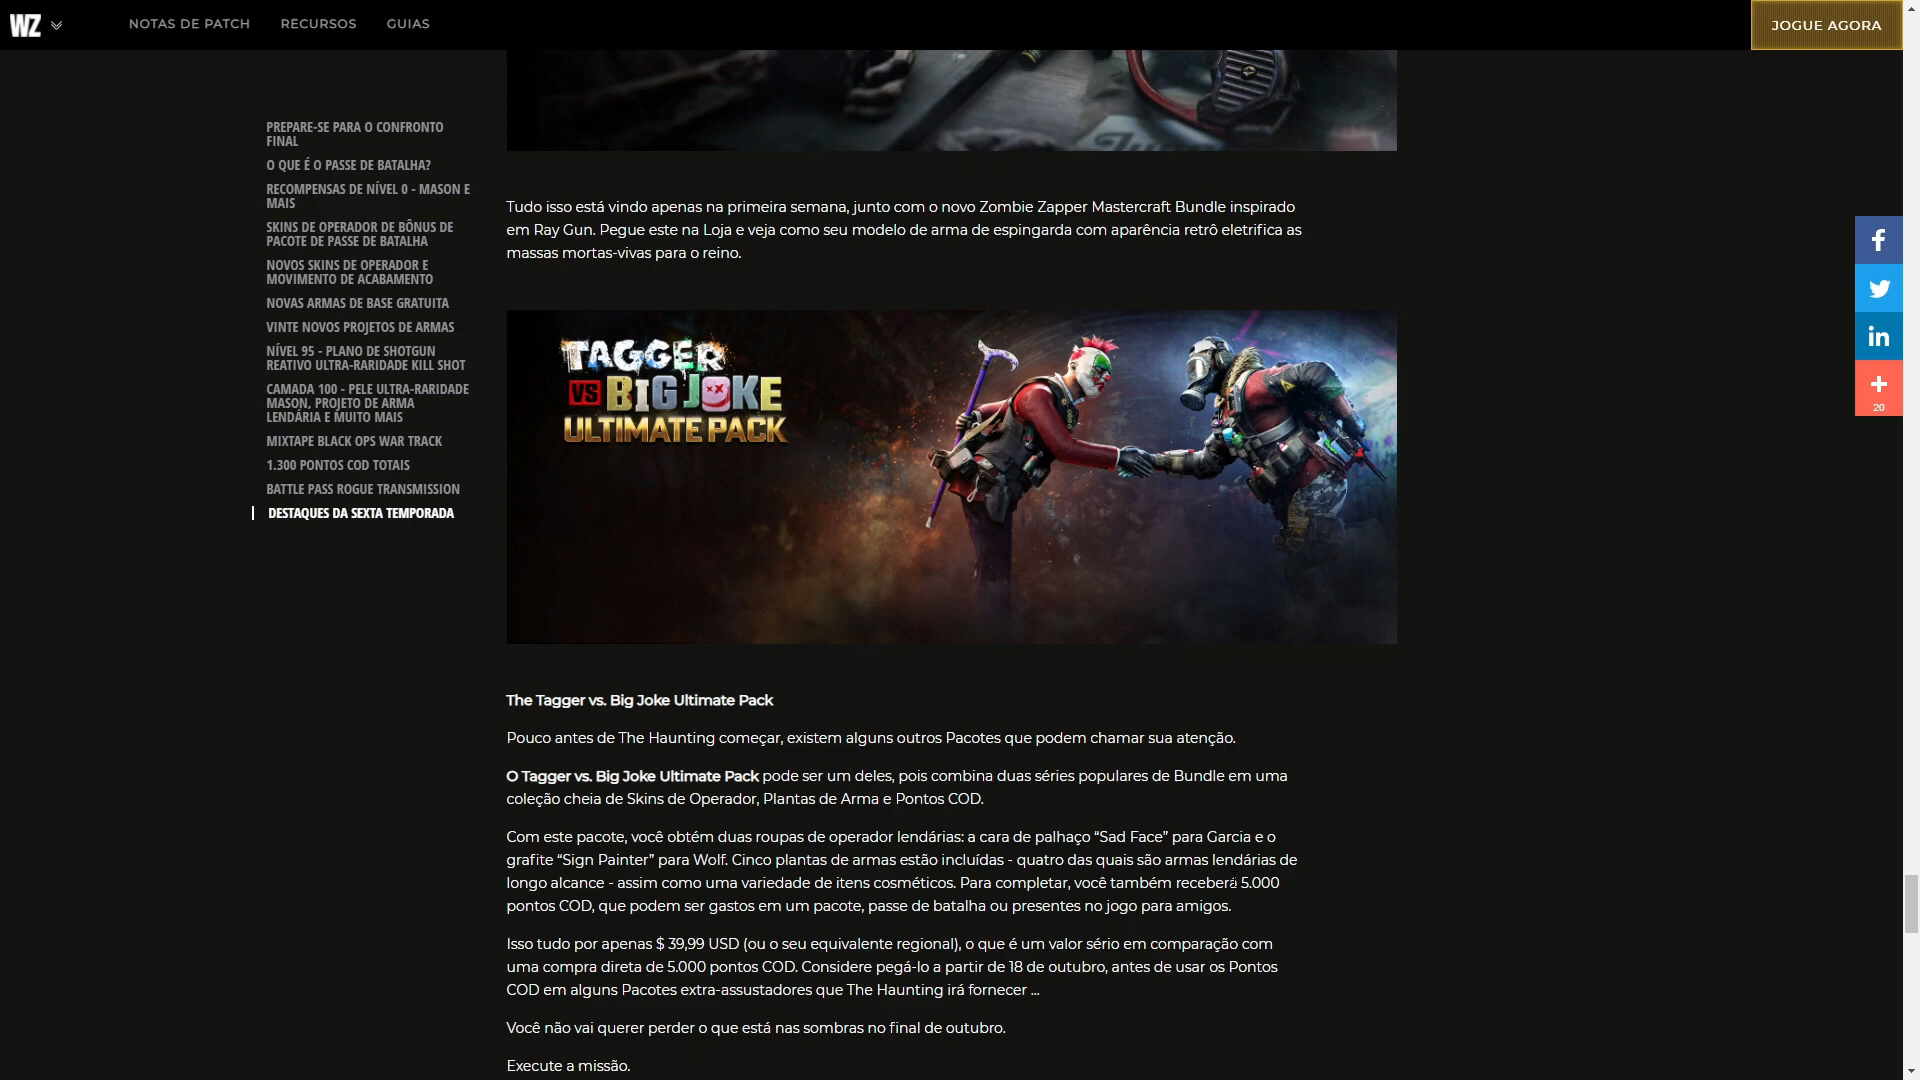 WZ
NOTAS DE PATCH
RECURSOS
GUIAS
JOGUE AGORA
PREPARE-SE PARA O CONFRONTO
FINAL
O QUE É O PASSE DE BATALHA?
RECOMPENSAS DE NÍVEL 0 - MASON E
MAIS
SKINS DE OPERADOR DE BÔNUS DE
PACOTE DE PASSE DE BATALHA
NOVOS SKINS DE OPERADOR E
MOVIMENTO DE ACABAMENTO
NOVAS ARMAS DE BASE GRATUITA
VINTE NOVOS PROJETOS DE ARMAS
NÍVEL 95 - PLANO DE SHOTGUN
REATIVO ULTRA-RARIDADE KILL SHOT
CAMADA 100 - PELE ULTRA-RARIDADE
MASON, PROJETO DE ARMA
LENDÁRIA E MUITO MAIS
MIXTAPE BLACK OPS WAR TRACK
1.300 PONTOS COD TOTAIS
BATTLE PASS ROGUE TRANSMISSION
DESTAQUES DA SEXTA TEMPORADA
Tudo isso está vindo apenas na primeira semana, junto com o novo Zombie Zapper Mastercraft Bundle inspirado
em Ray Gun. Pegue este na Loja e veja como seu modelo de arma de espingarda com aparência retrô eletrifica as
massas mortas-vivas para o reino.
TAGGER
VS BIG JOKE
ULTIMATE PACK
The Tagger vs. Big Joke Ultimate Pack
Pouco antes de The Haunting começar, existem alguns outros Pacotes que podem chamar sua atenção.
O Tagger vs. Big Joke Ultimate Pack pode ser um deles, pois combina duas séries populares de Bundle em uma
coleção cheia de Skins de Operador, Plantas de Arma e Pontos COD.
Com este pacote, você obtém duas roupas de operador lendárias: a cara de palhaço “Sad Face” para Garcia e o
grafite “Sign Painter” para Wolf. Cinco plantas de armas estão incluídas - quatro das quais são armas lendárias de
longo alcance - assim como uma variedade de itens cosméticos. Para completar, você também receberá 5.000
pontos COD, que podem ser gastos em um pacote, passe de batalha ou presentes no jogo para amigos.
Isso tudo por apenas $ 39,99 USD (ou o seu equivalente regional), o que é um valor sério em comparação com
uma compra direta de 5.000 pontos COD. Considere pegá-lo a partir de 18 de outubro, antes de usar os Pontos
COD em alguns Pacotes extra-assustadores que The Haunting irá fornecer ...
Você não vai querer perder o que está nas sombras no final de outubro.
Execute a missão.
20